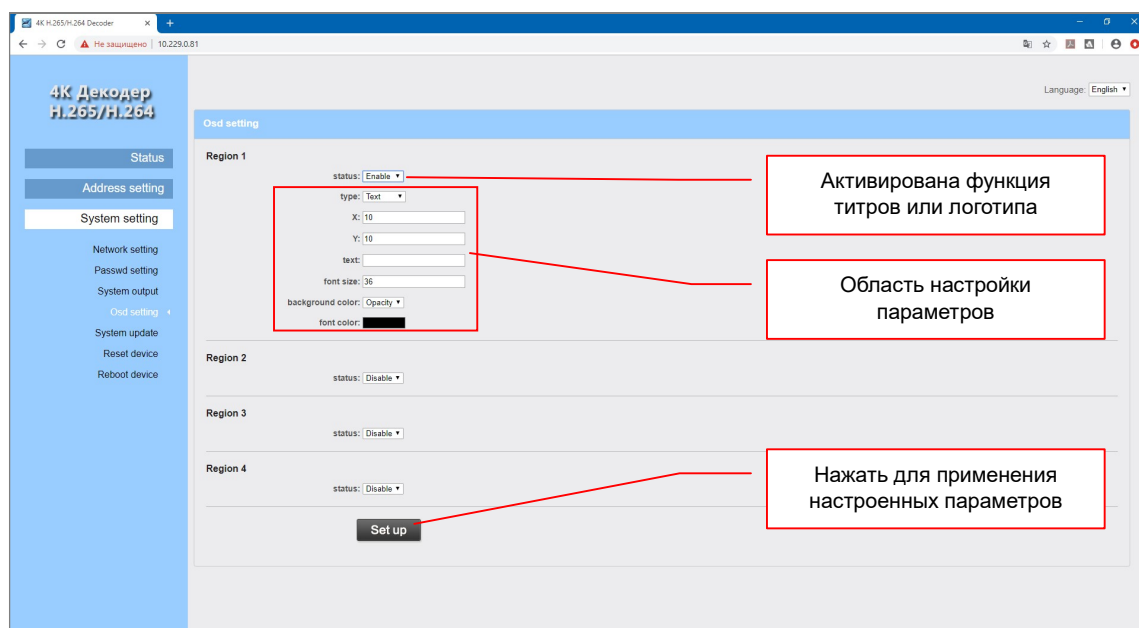 4K H.265/H.264 Decoder
Не защищено | 10.229.0.81
4K Декодер
H.265/H.264
Language: English
Status
Address setting
System setting
Network setting
Passwd setting
System output
Osd setting
System update
Reset device
Reboot device
Osd setting
Region 1
status: Enable
type: Text
X: 10
Y: 10
text:
font size: 36
background color: Opacity
font color:
Region 2
status: Disable
Region 3
status: Disable
Region 4
status: Disable
Set up
Активирована функция
титров или логотипа
Область настройки
параметров
Нажать для применения
настроенных параметров